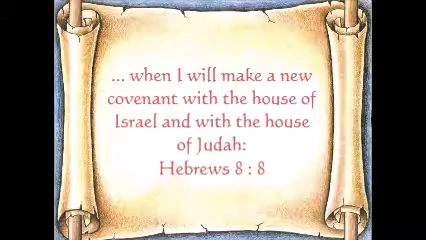 ... when I will make a new
covenant with the house of
Israel and with the house
of Judah:
Hebrews 8 : 8